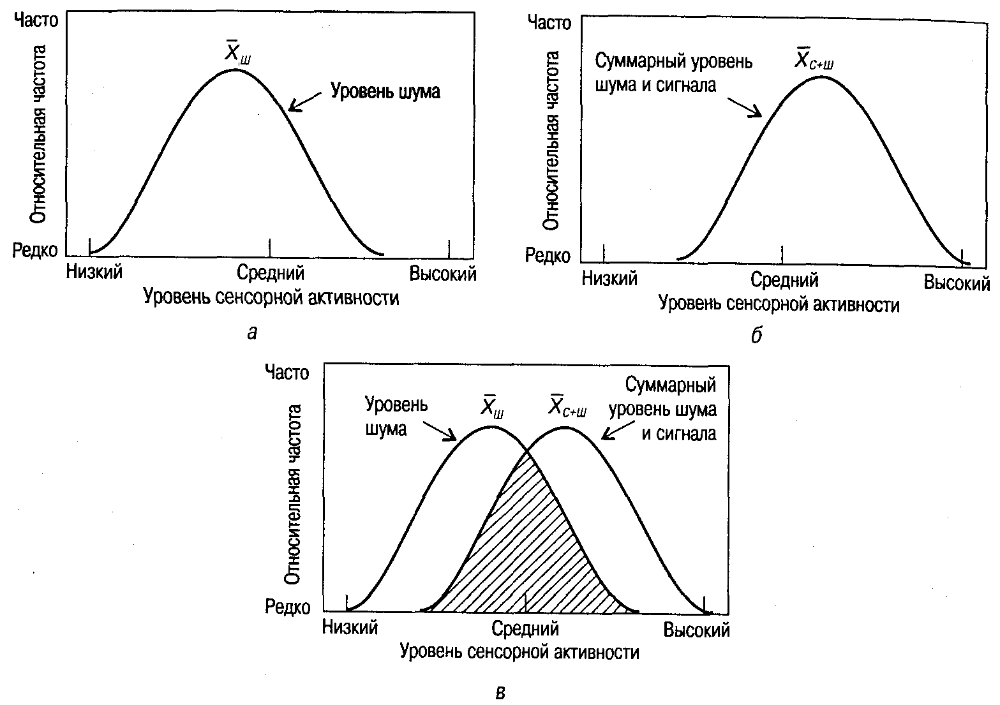 Часто
Относительная частота
X̄ш
Уровень шума
Редко
Низкий
Средний
Высокий
Уровень сенсорной активности
а
Часто
Относительная частота
Суммарный уровень
шума и сигнала
X̄с+ш
Редко
Низкий
Средний
Высокий
Уровень сенсорной активности
б
Часто
Относительная частота
Уровень
шума
X̄ш
X̄с+ш
Суммарный
уровень шума
и сигнала
Редко
Низкий
Средний
Высокий
Уровень сенсорной активности
в